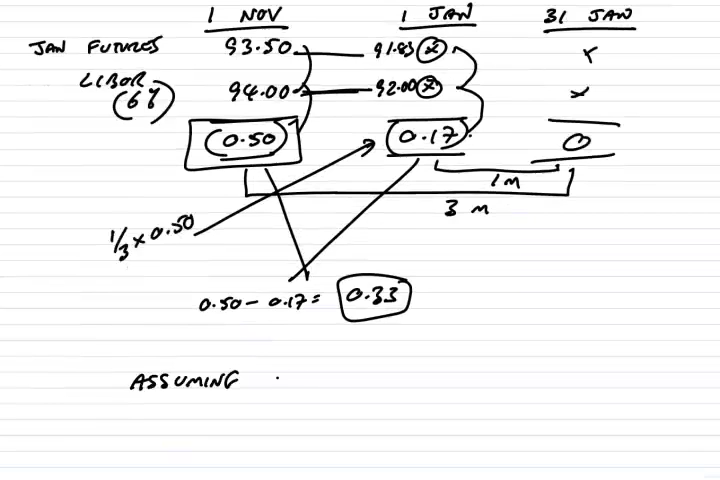 1 NOV 1 JAN 31 JAN
JAN FUTURES 93.50 91.83 x x
LIBOR 94.00 92.00 x x
(6%)
(0.50) 0.17 0
1 M
3 M
1/3 x 0.50
0.50 - 0.17 = 0.33
ASSUMING